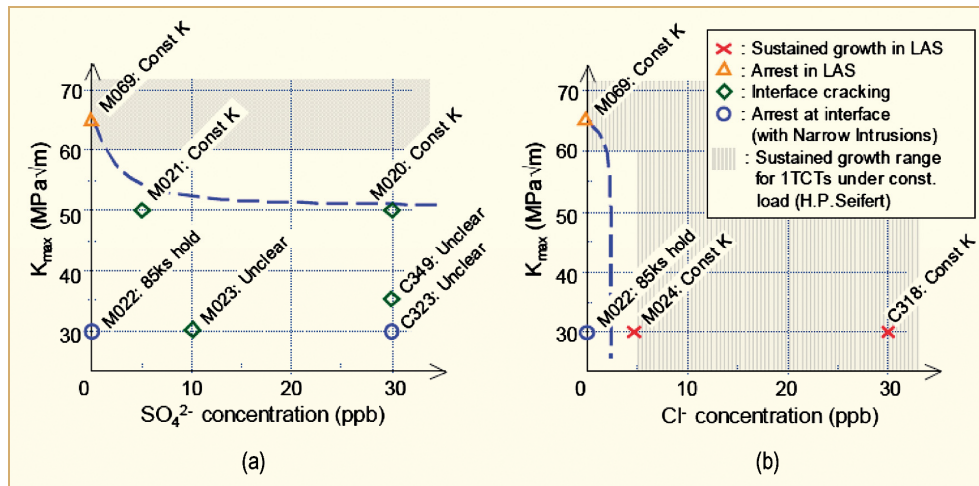 M069: Const K
M021: Const K
M020: Const K
M022: 85ks hold
M023: Unclear
C349: Unclear
C323: Unclear
70
60
50
40
30
0
10
20
30
Kmax (MPa√m)
SO₄²⁻ concentration (ppb)
(a)
M069: Const K
M022: 85ks hold
M024: Const K
C318: Const K
70
60
50
40
30
0
10
20
30
Kmax (MPa√m)
Cl⁻ concentration (ppb)
(b)
: Sustained growth in LAS
: Arrest in LAS
: Interface cracking
: Arrest at interface
(with Narrow Intrusions)
: Sustained growth range
for 1TCTs under const.
load (H.P.Seifert)